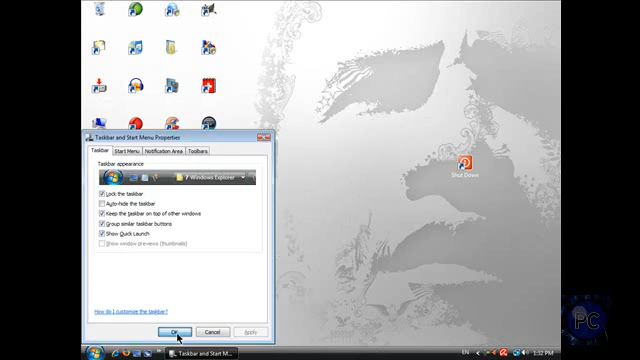 Shut Down
Taskbar and Start Menu Properties
Taskbar
Start Menu
Notification Area
Toolbars
Taskbar appearance
7 Windows Explorer
Lock the taskbar
Auto-hide the taskbar
Keep the taskbar on top of other windows
Group similar taskbar buttons
Show Quick Launch
Show window previews (thumbnails)
How do I customize the taskbar?
OK
Cancel
Apply
PC
Taskbar and Start M...
EN
1:32 PM